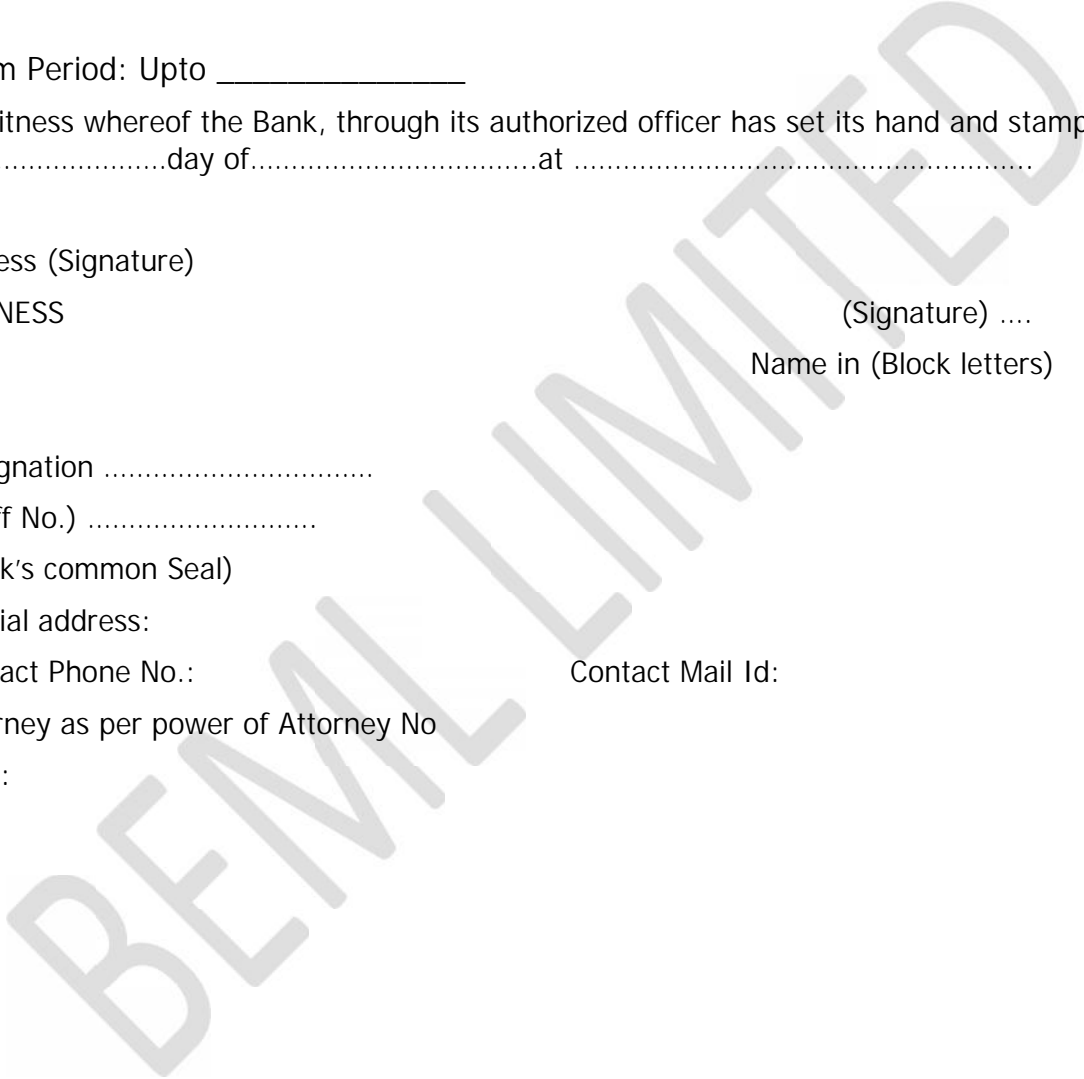 m Period: Upto ______________
itness whereof the Bank, through its authorized officer has set its hand and stamp
....................day of...................................at ........................................................
ess (Signature)
NESS (Signature) ....
Name in (Block letters)
gnation .................................
ff No.) ............................
k's common Seal)
ial address:
act Phone No.: Contact Mail Id:
rney as per power of Attorney No
:
BEML LIMITED